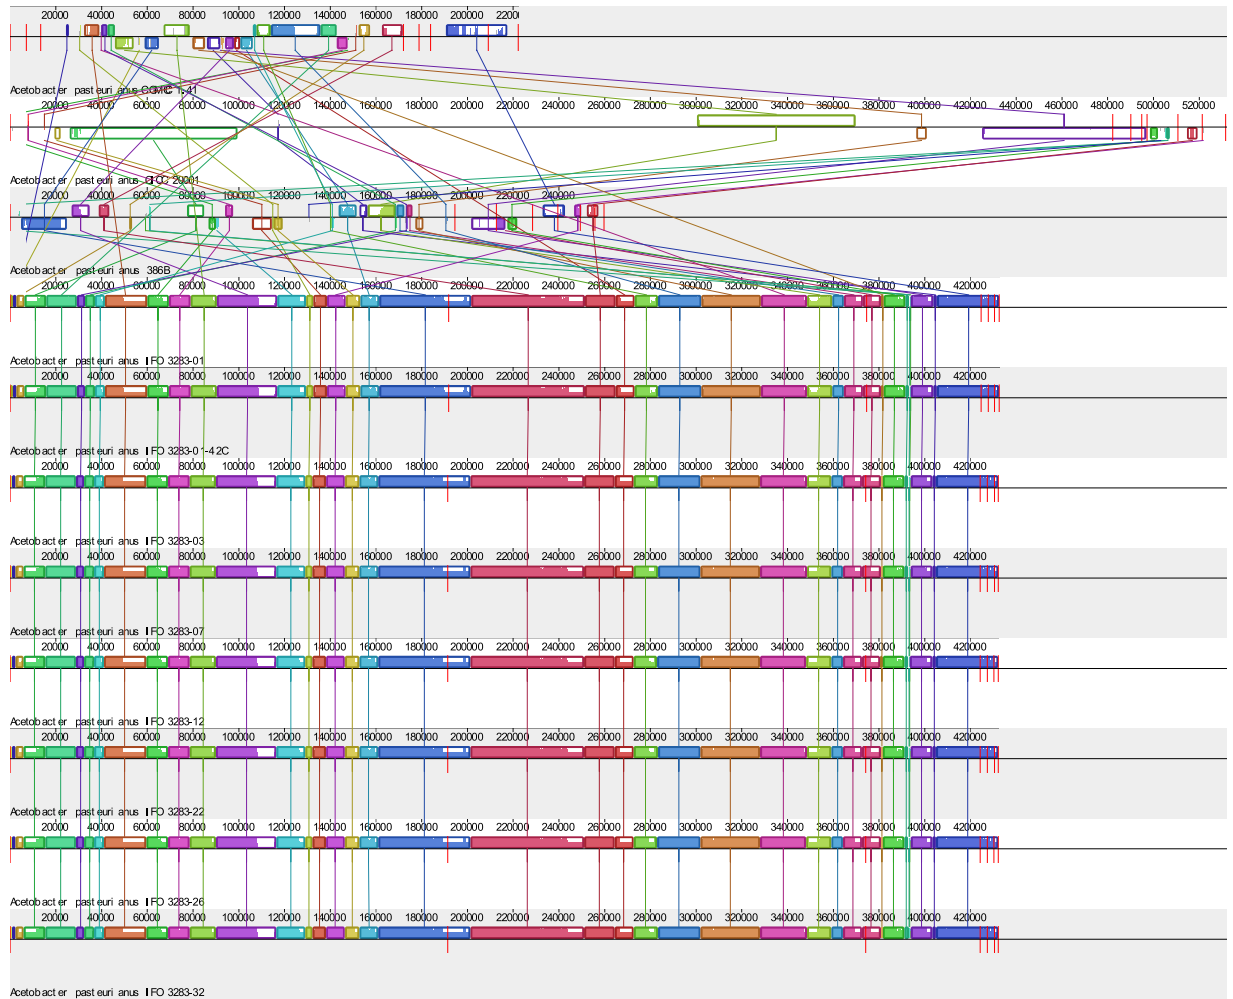 20000 40000 60000 80000 100000 120000 140000 160000 180000 200000 2200
Acetobacter pasteurianus CGMCC 1.41
20000 40000 60000 80000 100000 120000 140000 160000 180000 200000 220000 240000 260000 280000 300000 320000 340000 360000 380000 400000 420000 440000 460000 480000 500000 520000
Acetobacter pasteurianus 20001
20000 40000 60000 80000 100000 120000 140000 160000 180000 200000 220000 240000
Acetobacter pasteurianus 386B
20000 40000 60000 80000 100000 120000 140000 160000 180000 200000 220000 240000 260000 280000 300000 320000 340000 360000 380000 400000 420000
Acetobacter pasteurianus IFO 3283-01
20000 40000 60000 80000 100000 120000 140000 160000 180000 200000 220000 240000 260000 280000 300000 320000 340000 360000 380000 400000 420000
Acetobacter pasteurianus IFO 3283-01-42C
20000 40000 60000 80000 100000 120000 140000 160000 180000 200000 220000 240000 260000 280000 300000 320000 340000 360000 380000 400000 420000
Acetobacter pasteurianus IFO 3283-03
20000 40000 60000 80000 100000 120000 140000 160000 180000 200000 220000 240000 260000 280000 300000 320000 340000 360000 380000 400000 420000
Acetobacter pasteurianus IFO 3283-07
20000 40000 60000 80000 100000 120000 140000 160000 180000 200000 220000 240000 260000 280000 300000 320000 340000 360000 380000 400000 420000
Acetobacter pasteurianus IFO 3283-12
20000 40000 60000 80000 100000 120000 140000 160000 180000 200000 220000 240000 260000 280000 300000 320000 340000 360000 380000 400000 420000
Acetobacter pasteurianus IFO 3283-22
20000 40000 60000 80000 100000 120000 140000 160000 180000 200000 220000 240000 260000 280000 300000 320000 340000 360000 380000 400000 420000
Acetobacter pasteurianus IFO 3283-26
20000 40000 60000 80000 100000 120000 140000 160000 180000 200000 220000 240000 260000 280000 300000 320000 340000 360000 380000 400000 420000
Acetobacter pasteurianus IFO 3283-32